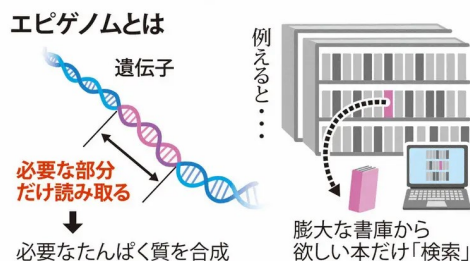 エピゲノムとは
遺伝子
必要な部分
だけ読み取る
必要なたんぱく質を合成
例えると・・・
膨大な書庫から
欲しい本だけ「検索」